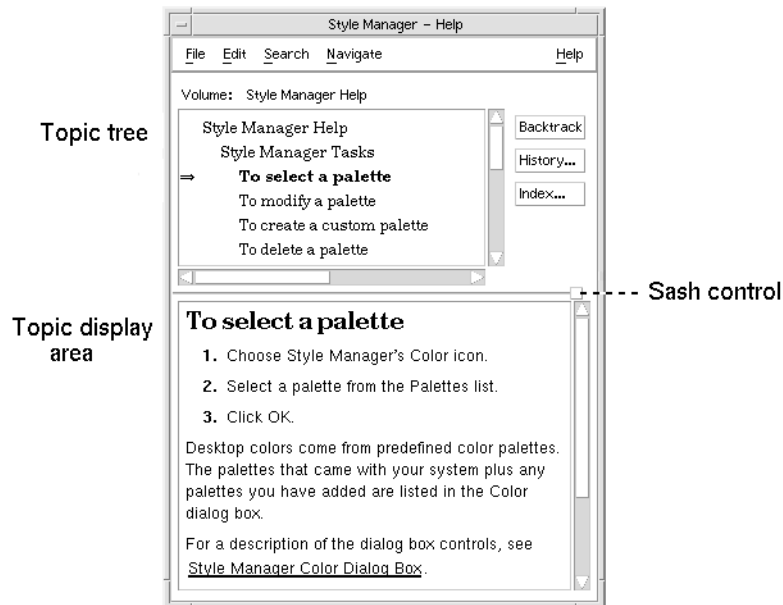 Style Manager – Help
File Edit Search Navigate Help
Volume: Style Manager Help
Topic tree
Style Manager Help
Style Manager Tasks
⇒ To select a palette
To modify a palette
To create a custom palette
To delete a palette
Backtrack
History...
Index...
Sash control
Topic display
area
To select a palette
1. Choose Style Manager's Color icon.
2. Select a palette from the Palettes list.
3. Click OK.
Desktop colors come from predefined color palettes.
The palettes that came with your system plus any
palettes you have added are listed in the Color
dialog box.
For a description of the dialog box controls, see
Style Manager Color Dialog Box.